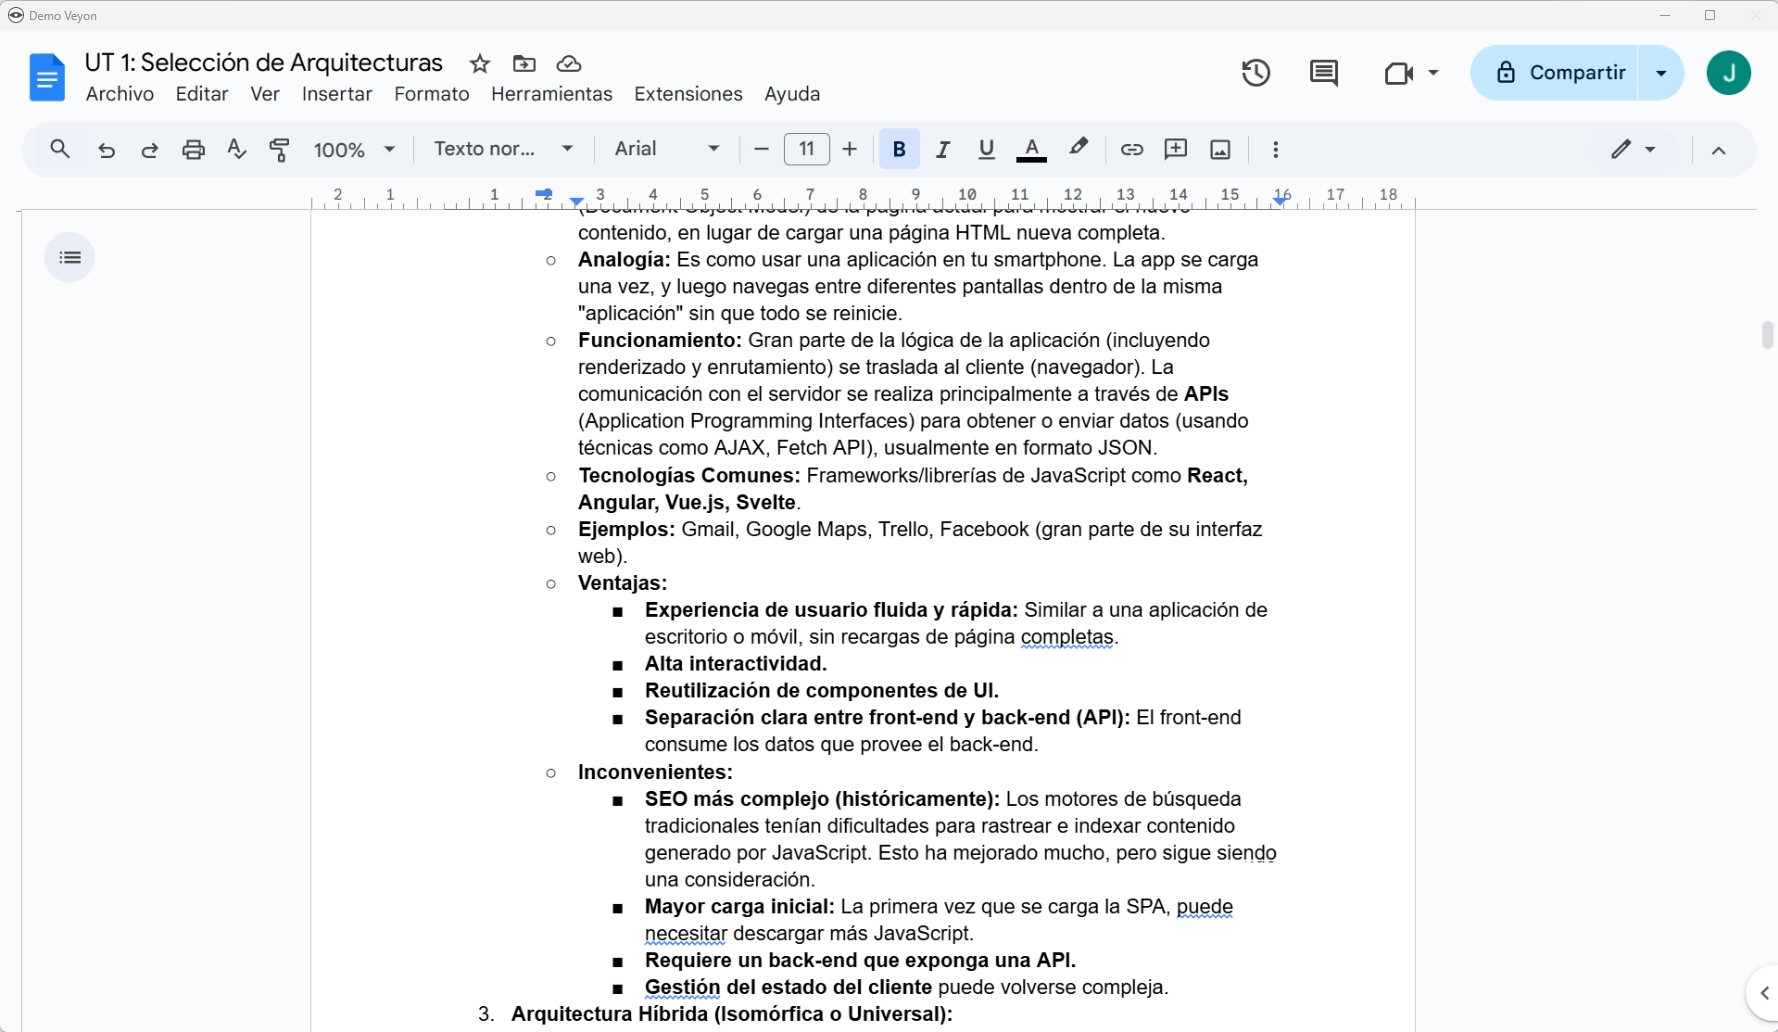 Demo Veyon
UT 1: Selección de Arquitecturas
Compartir
J
Archivo Editar Ver Insertar Formato Herramientas Extensiones Ayuda
100% Texto nor... Arial 11 B I U A
2 1 1 2 3 4 5 6 7 8 9 10 11 12 13 14 15 16 17 18
(Document Object Model) de la página actual para mostrar el nuevo
contenido, en lugar de cargar una página HTML nueva completa.
○ Analogía: Es como usar una aplicación en tu smartphone. La app se carga
una vez, y luego navegas entre diferentes pantallas dentro de la misma
"aplicación" sin que todo se reinicie.
○ Funcionamiento: Gran parte de la lógica de la aplicación (incluyendo
renderizado y enrutamiento) se traslada al cliente (navegador). La
comunicación con el servidor se realiza principalmente a través de APIs
(Application Programming Interfaces) para obtener o enviar datos (usando
técnicas como AJAX, Fetch API), usualmente en formato JSON.
○ Tecnologías Comunes: Frameworks/librerías de JavaScript como React,
Angular, Vue.js, Svelte.
○ Ejemplos: Gmail, Google Maps, Trello, Facebook (gran parte de su interfaz
web).
○ Ventajas:
■ Experiencia de usuario fluida y rápida: Similar a una aplicación de
escritorio o móvil, sin recargas de página completas.
■ Alta interactividad.
■ Reutilización de componentes de UI.
■ Separación clara entre front-end y back-end (API): El front-end
consume los datos que provee el back-end.
○ Inconvenientes:
■ SEO más complejo (históricamente): Los motores de búsqueda
tradicionales tenían dificultades para rastrear e indexar contenido
generado por JavaScript. Esto ha mejorado mucho, pero sigue siendo
una consideración.
■ Mayor carga inicial: La primera vez que se carga la SPA, puede
necesitar descargar más JavaScript.
■ Requiere un back-end que exponga una API.
■ Gestión del estado del cliente puede volverse compleja.
3. Arquitectura Híbrida (Isomórfica o Universal):